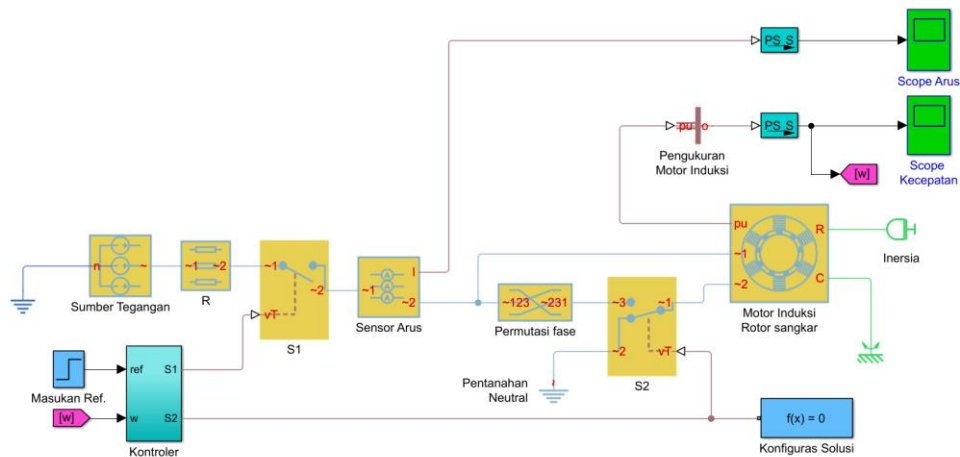 PS S
Scope Arus
pu o
PS S
Pengukuran
Motor Induksi
Scope
Kecepatan
[w]
pu
R
~1
~2
C
Inersia
Motor Induksi
Rotor sangkar
n
~
Sumber Tegangan
~1
~2
R
~1
~2
vT
S1
I
~2
Sensor Arus
~123
~231
Permutasi fase
~3
~1
~2
vT
S2
~
Pentanahan
Neutral
ref
S1
w
S2
Masukan Ref.
[w]
Kontroler
f(x) = 0
Konfiguras Solusi